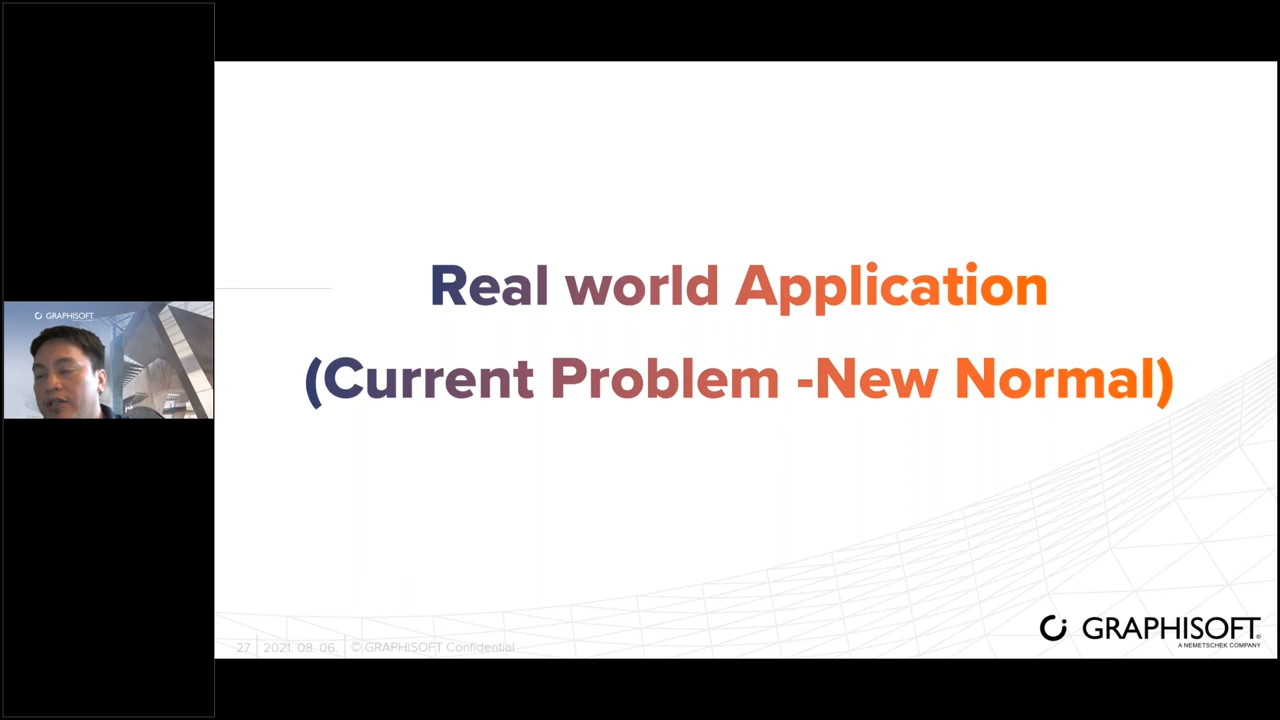 GRAPHISOFT
Real world Application
(Current Problem -New Normal)
27 2021. 08. 06. © GRAPHISOFT Confidential
GRAPHISOFT
A NEMETSCHEK COMPANY